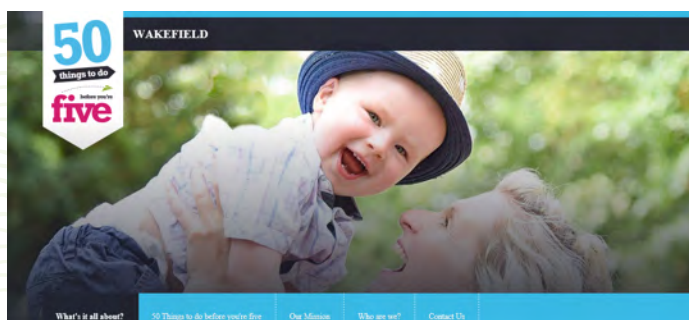 50
things to do
before you're
five
WAKEFIELD
What's it all about?
50 Things to do before you're five
Our Mission
Who are we?
Contact Us